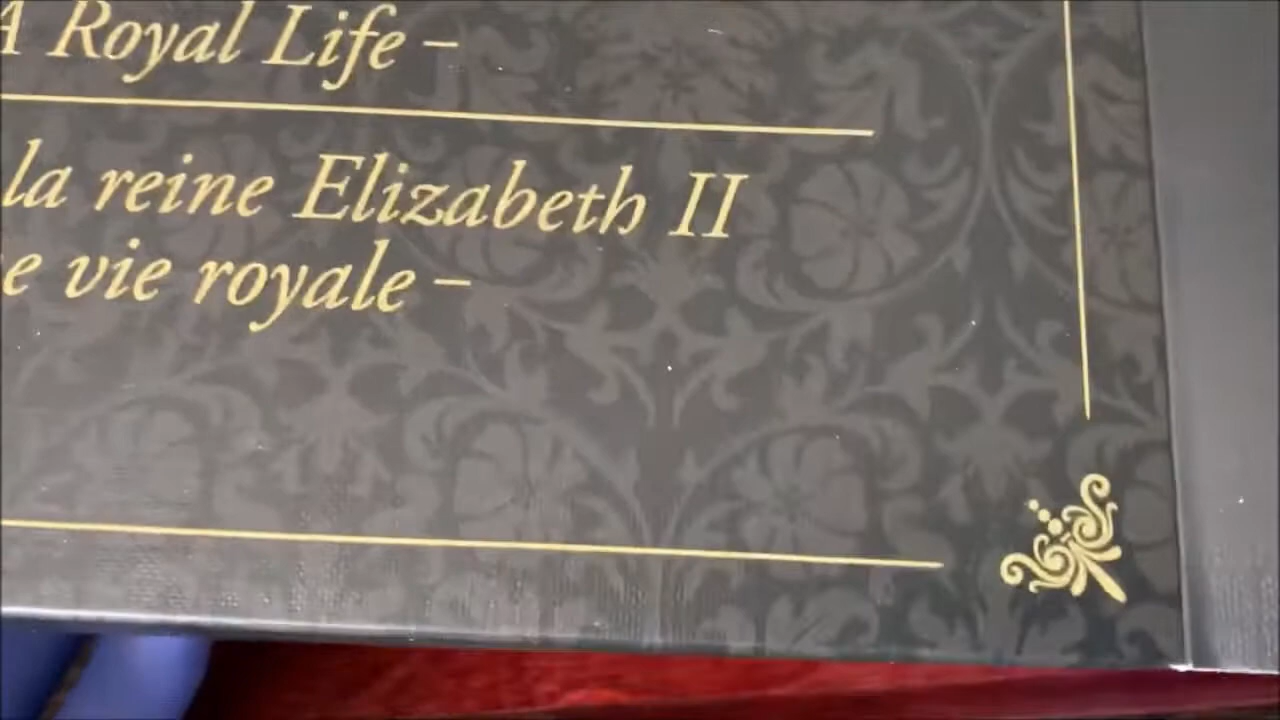 A Royal Life –
la reine Elizabeth II
vie royale –